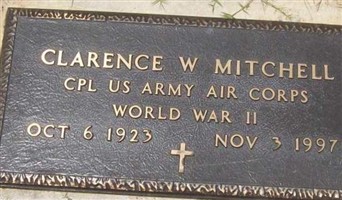 CLARENCE W MITCHELL
CPL US ARMY AIR CORPS
WORLD WAR II
OCT 6 1923 NOV 3 1997